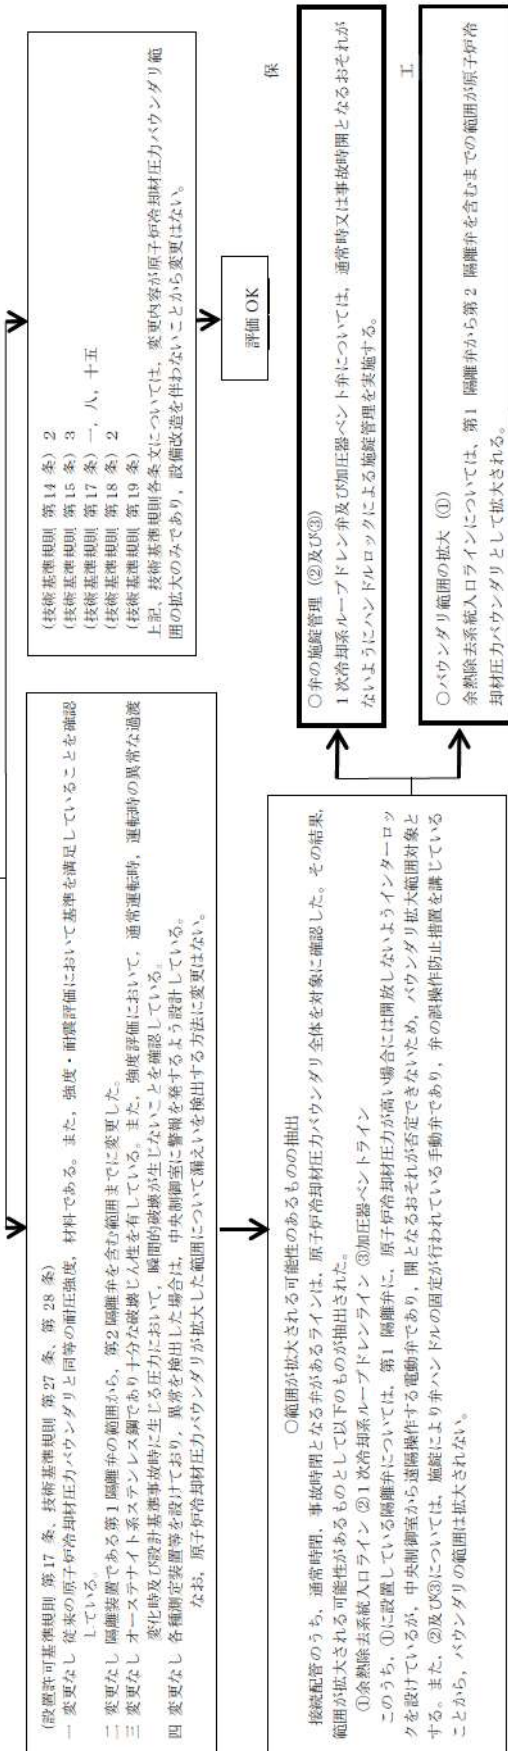 (設置許可基準規則 第17 条、技術基準規則 第27 条、第 28 条)
一 変更なし 従来の原子炉冷却材圧力バウンダリと同等の耐圧強度,材料である。また,強度・耐震評価において基準を満足していることを確認
している。
二 変更なし 隔離装置である第1隔離弁の範囲から,第2隔離弁を含む範囲までに変更した。
三 変更なし オーステナイト系ステンレス鋼であり十分な破壊じん性を有している。また,強度評価において,通常運転時,運転時の異常な過渡
変化時及び設計基準事故時に生じる圧力において,瞬間的破壊が生じないことを確認している。
四 変更なし 各種測定装置等を設けており,異常を検出した場合は,中央制御室に警報を発するよう設計している。
なお,原子炉冷却材圧力バウンダリが拡大した範囲について漏えいを検出する方法に変更はない。
(技術基準規則 第14 条) 2
(技術基準規則 第15 条) 3
(技術基準規則 第17 条) 一,八,十五
(技術基準規則 第18 条) 2
(技術基準規則 第19 条)
上記、技術基準規則各条文については,変更内容が原子炉冷却材圧力バウンダリ範
囲の拡大のみであり,設備改造を伴わないことから変更はない。
評価 OK
○範囲が拡大される可能性のあるものの抽出
接続配管のうち,通常時閉,事故時開となる弁があるラインは,原子炉冷却材圧力バウンダリ全体を対象に確認した。その結果,
範囲が拡大される可能性があるものとして以下のものが抽出された。
①余熱除去系統入口ライン ②1次冷却系ループドレンライン ③加圧器ベントライン
このうち,①に設置している隔離弁については,第1 隔離弁に,原子炉冷却材圧力が高い場合には開放しないようインターロッ
クを設けているが,中央制御室から遠隔操作する電動弁であり,開となるおそれが否定できないため,バウンダリ拡大範囲対象と
する。また,②及び③については,施錠により弁ハンドルの固定が行われている手動弁であり,弁の誤操作防止措置を講じている
ことから,バウンダリの範囲は拡大されない。
保
○弁の施錠管理 (②及び③)
1次冷却系ループドレン弁及び加圧器ベント弁については,通常時又は事故時開となるおそれが
ないようにハンドルロックによる施錠管理を実施する。
工
○バウンダリ範囲の拡大 (①)
余熱除去系統入口ラインについては、第1 隔離弁から第2 隔離弁を含むまでの範囲が原子炉冷
却材圧力バウンダリとして拡大される。